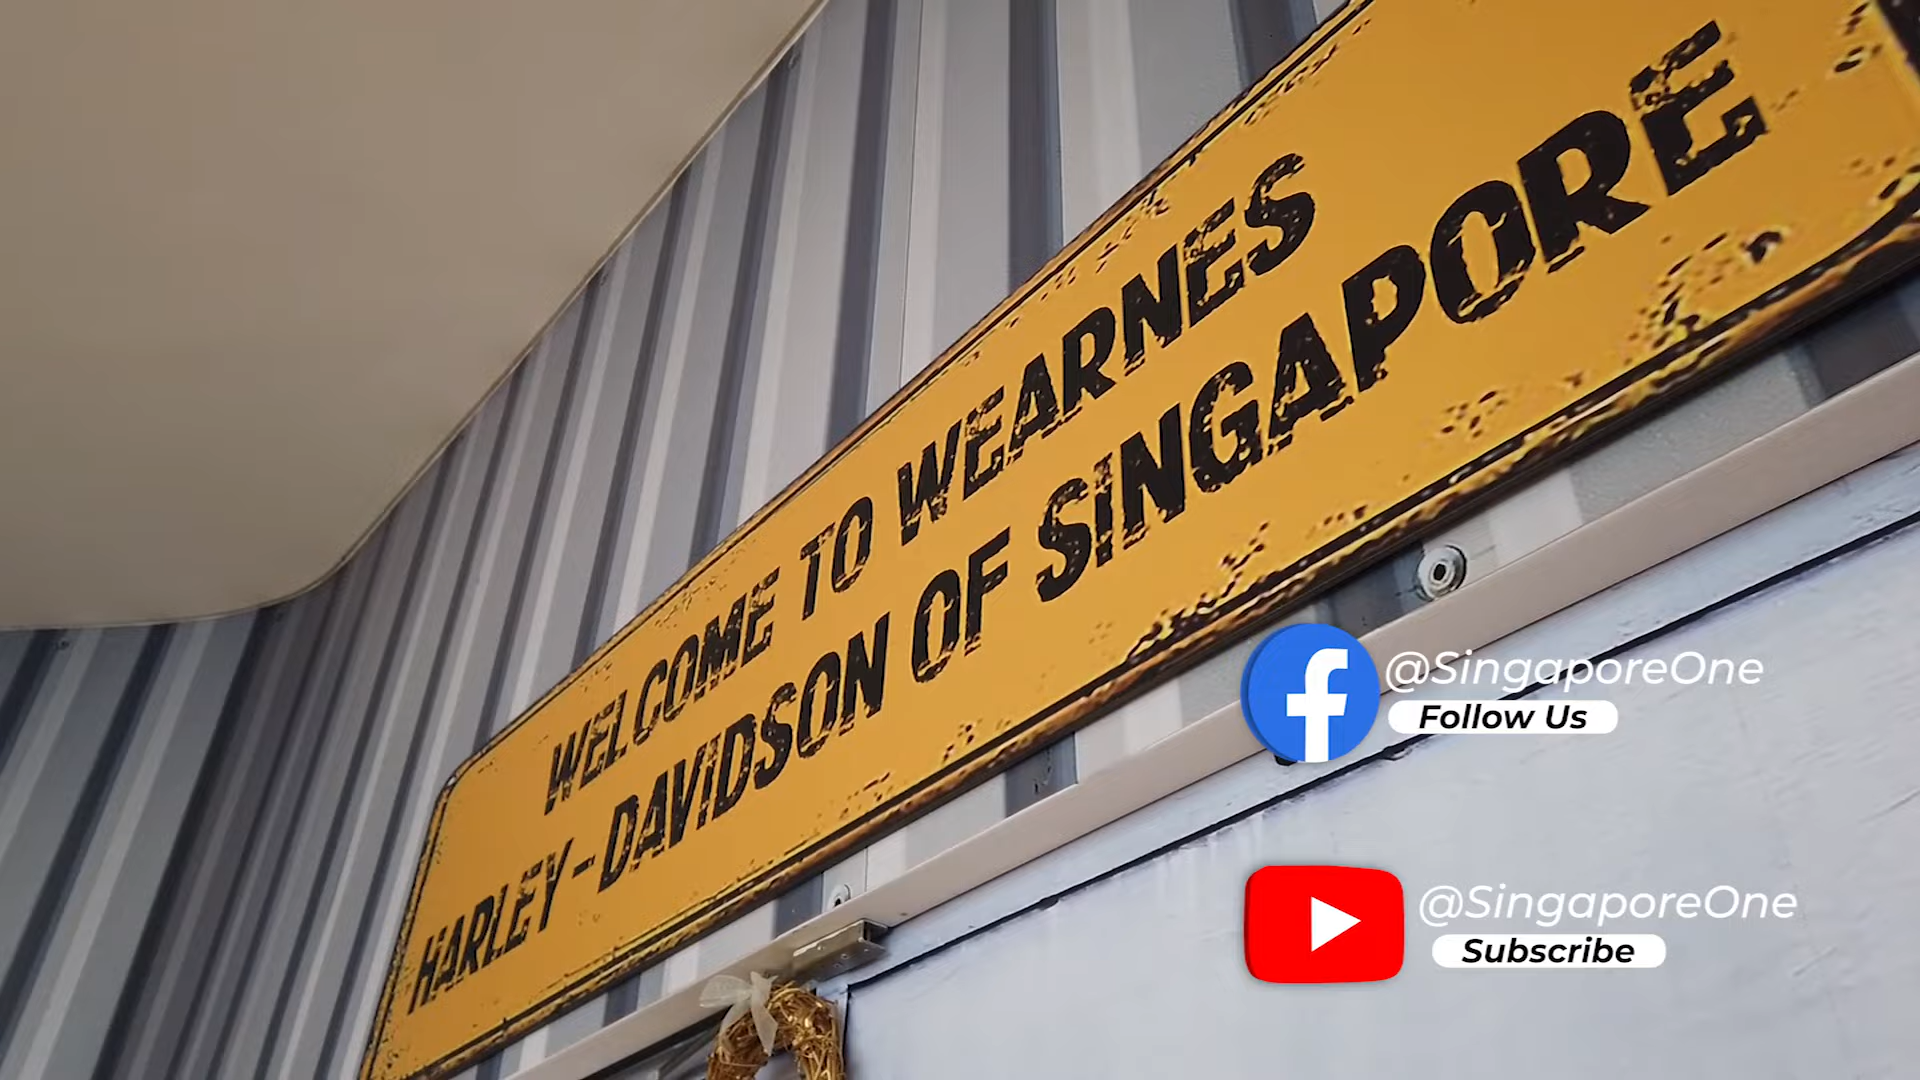 WELCOME TO WEARNES
HARLEY-DAVIDSON OF SINGAPORE
@SingaporeOne
Follow Us
@SingaporeOne
Subscribe